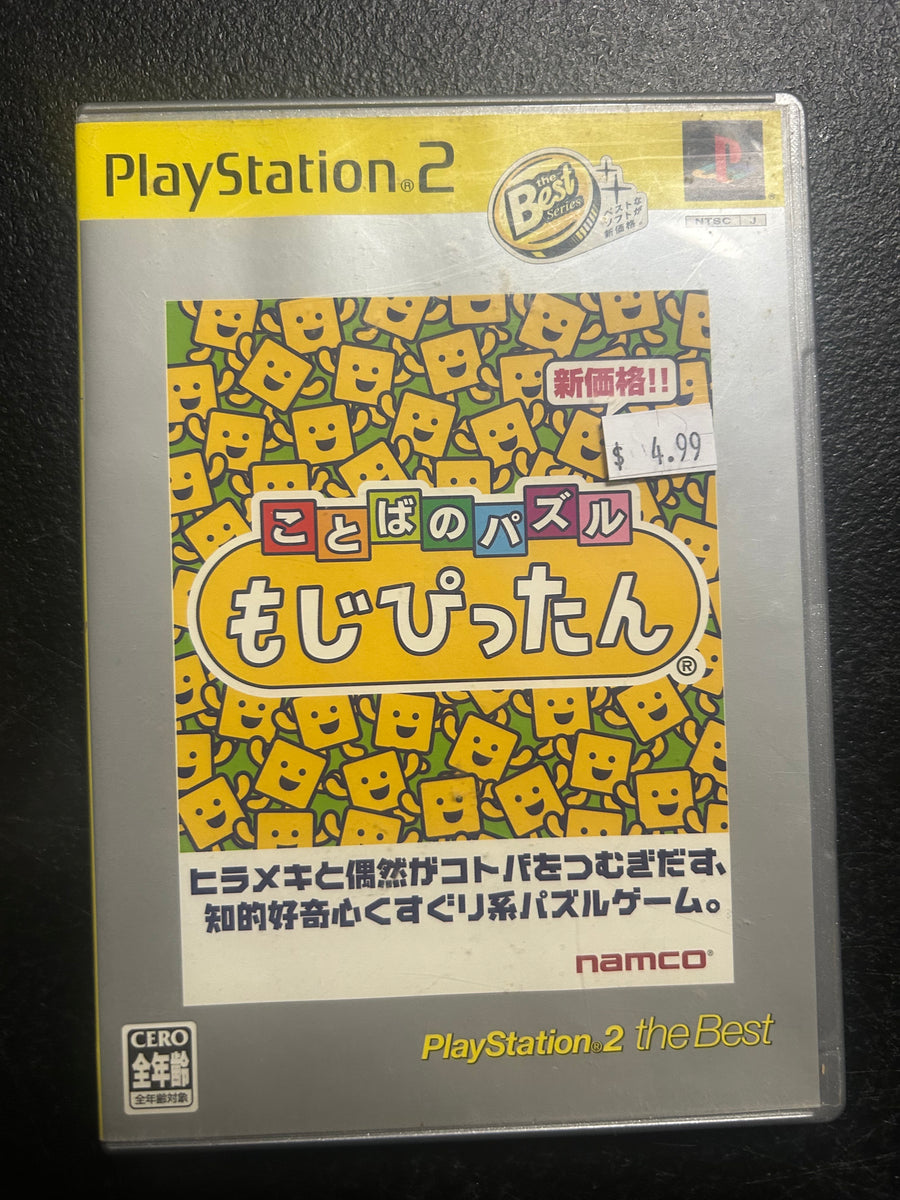 PlayStation®2
the Best Series
ベストな
ソフトが
新価格。
NTSC J
新価格!!
$ 4.99
ことばのパズル
もじぴったん®
ヒラメキと偶然がコトバをつむぎだす、
知的好奇心くすぐり系パズルゲーム。
namco®
PlayStation®2 the Best
CERO
全年齢
全年齢対象